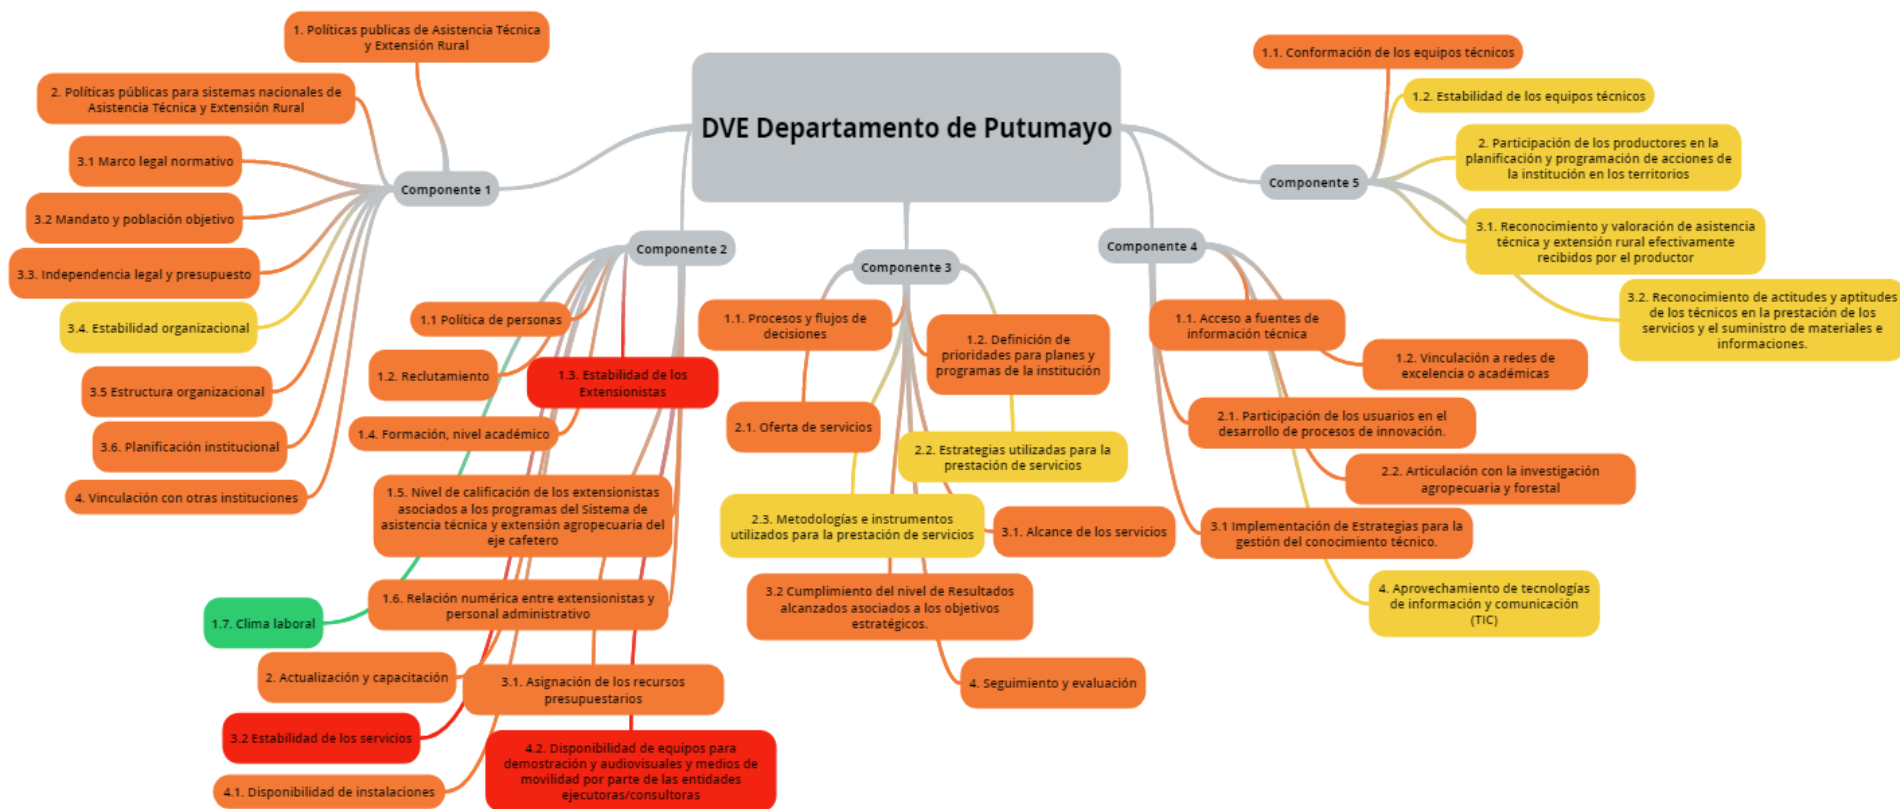 DVE Departamento de Putumayo
Componente 1
1. Políticas publicas de Asistencia Técnica
y Extensión Rural
2. Políticas públicas para sistemas nacionales de
Asistencia Técnica y Extensión Rural
3.1 Marco legal normativo
3.2 Mandato y población objetivo
3.3. Independencia legal y presupuesto
3.4. Estabilidad organizacional
3.5 Estructura organizacional
3.6. Planificación institucional
4. Vinculación con otras instituciones
Componente 2
1.1 Política de personas
1.2. Reclutamiento
1.3. Estabilidad de los
Extensionistas
1.4. Formación, nivel académico
1.5. Nivel de calificación de los extensionistas
asociados a los programas del Sistema de
asistencia técnica y extensión agropecuaria del
eje cafetero
1.6. Relación numérica entre extensionistas y
personal administrativo
1.7. Clima laboral
2. Actualización y capacitación
3.1. Asignación de los recursos
presupuestarios
3.2 Estabilidad de los servicios
4.1. Disponibilidad de instalaciones
4.2. Disponibilidad de equipos para
demostración y audiovisuales y medios de
movilidad por parte de las entidades
ejecutoras/consultoras
Componente 3
1.1. Procesos y flujos de
decisiones
1.2. Definición de
prioridades para planes y
programas de la institución
2.1. Oferta de servicios
2.2. Estrategias utilizadas para la
prestación de servicios
2.3. Metodologías e instrumentos
utilizados para la prestación de servicios
3.1. Alcance de los servicios
3.2 Cumplimiento del nivel de Resultados
alcanzados asociados a los objetivos
estratégicos.
4. Seguimiento y evaluación
Componente 4
1.1. Acceso a fuentes de
información técnica
1.2. Vinculación a redes de
excelencia o académicas
2.1. Participación de los usuarios en el
desarrollo de procesos de innovación.
2.2. Articulación con la investigación
agropecuaria y forestal
3.1 Implementación de Estrategias para la
gestión del conocimiento técnico.
4. Aprovechamiento de tecnologías
de información y comunicación
(TIC)
Componente 5
1.1. Conformación de los equipos técnicos
1.2. Estabilidad de los equipos técnicos
2. Participación de los productores en la
planificación y programación de acciones de
la institución en los territorios
3.1. Reconocimiento y valoración de asistencia
técnica y extensión rural efectivamente
recibidos por el productor
3.2. Reconocimiento de actitudes y aptitudes
de los técnicos en la prestación de los
servicios y el suministro de materiales e
informaciones.